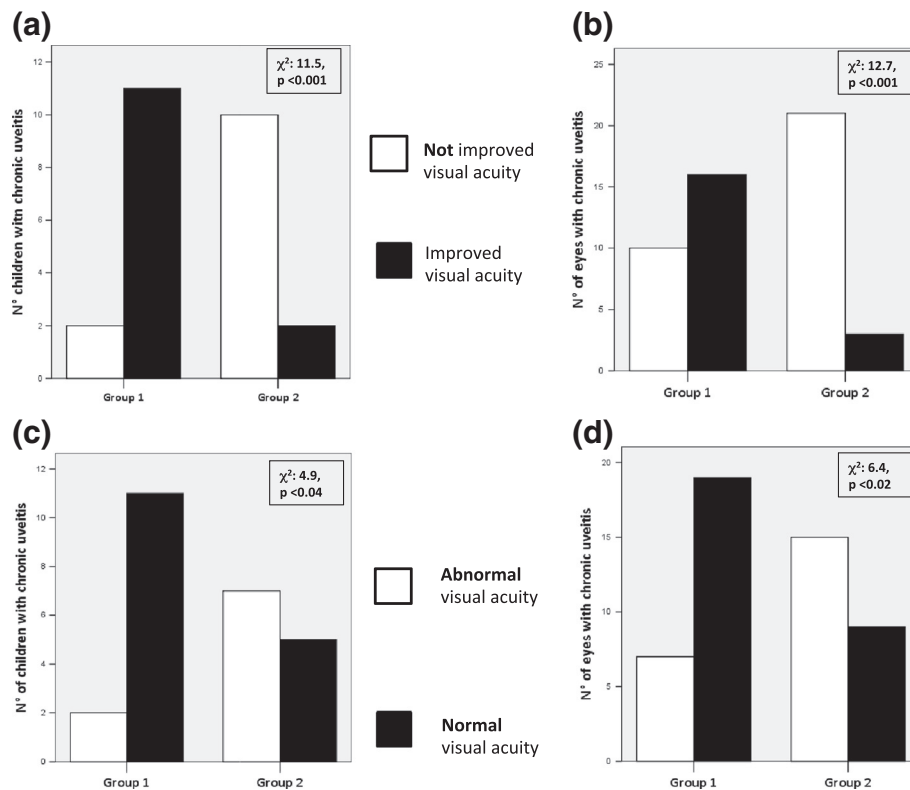 (a)
N° children witn chronic uveitis
12
10
8
6
4
2
0
χ²: 11.5,
p <0.001
Group 1
Group 2
Not improved
visual acuity
Improved
visual acuity
(b)
N° of eyes with chronic uveitis
25
20
15
10
5
0
χ²: 12.7,
p <0.001
Group 1
Group 2
(c)
N° of children with chronic uveitis
12
10
8
6
4
2
0
χ²: 4.9,
p <0.04
Group 1
Group 2
Abnormal
visual acuity
Normal
visual acuity
(d)
N° of eyes with chronic uveitis
20
15
10
5
0
χ²: 6.4,
p <0.02
Group 1
Group 2